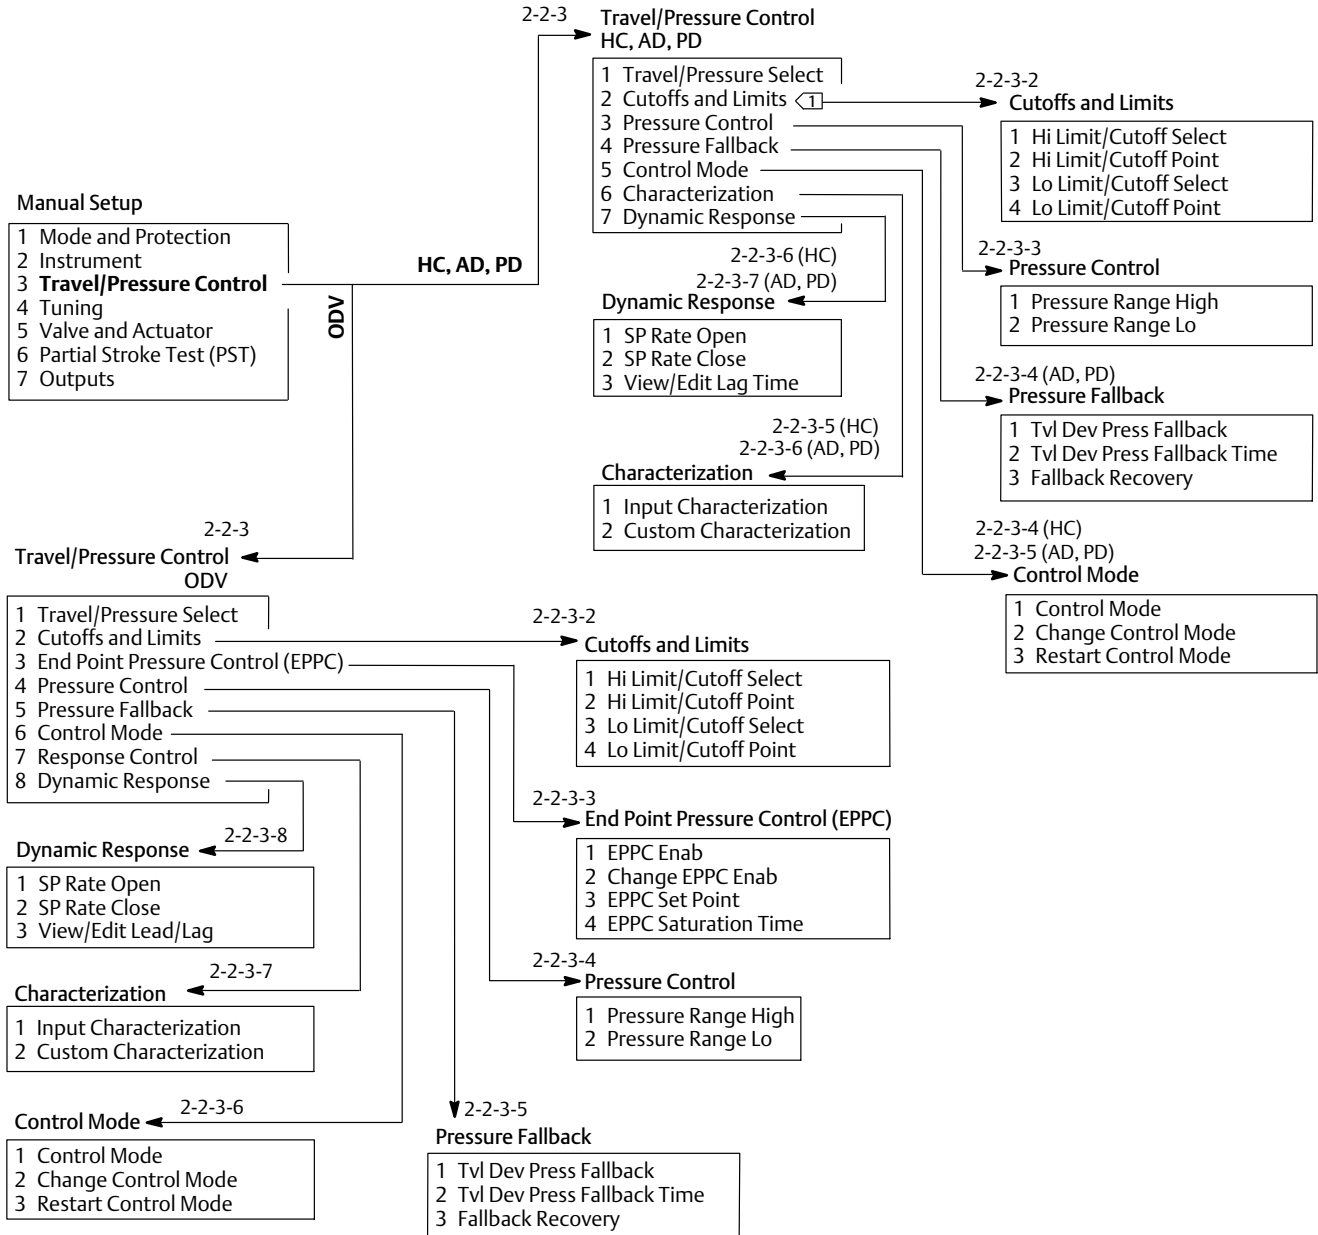 2-2-3
Travel/Pressure Control
HC, AD, PD
1 Travel/Pressure Select
2 Cutoffs and Limits 1
3 Pressure Control
4 Pressure Fallback
5 Control Mode
6 Characterization
7 Dynamic Response
2-2-3-2
Cutoffs and Limits
1 Hi Limit/Cutoff Select
2 Hi Limit/Cutoff Point
3 Lo Limit/Cutoff Select
4 Lo Limit/Cutoff Point
Manual Setup
1 Mode and Protection
2 Instrument
3 Travel/Pressure Control
4 Tuning
5 Valve and Actuator
6 Partial Stroke Test (PST)
7 Outputs
HC, AD, PD
ODV
2-2-3-3
Pressure Control
1 Pressure Range High
2 Pressure Range Lo
2-2-3-6 (HC)
2-2-3-7 (AD, PD)
Dynamic Response
1 SP Rate Open
2 SP Rate Close
3 View/Edit Lag Time
2-2-3-4 (AD, PD)
Pressure Fallback
1 Tvl Dev Press Fallback
2 Tvl Dev Press Fallback Time
3 Fallback Recovery
2-2-3-5 (HC)
2-2-3-6 (AD, PD)
Characterization
1 Input Characterization
2 Custom Characterization
2-2-3-4 (HC)
2-2-3-5 (AD, PD)
Control Mode
1 Control Mode
2 Change Control Mode
3 Restart Control Mode
2-2-3
Travel/Pressure Control
ODV
1 Travel/Pressure Select
2 Cutoffs and Limits
3 End Point Pressure Control (EPPC)
4 Pressure Control
5 Pressure Fallback
6 Control Mode
7 Response Control
8 Dynamic Response
2-2-3-2
Cutoffs and Limits
1 Hi Limit/Cutoff Select
2 Hi Limit/Cutoff Point
3 Lo Limit/Cutoff Select
4 Lo Limit/Cutoff Point
2-2-3-3
End Point Pressure Control (EPPC)
1 EPPC Enab
2 Change EPPC Enab
3 EPPC Set Point
4 EPPC Saturation Time
2-2-3-8
Dynamic Response
1 SP Rate Open
2 SP Rate Close
3 View/Edit Lead/Lag
2-2-3-4
Pressure Control
1 Pressure Range High
2 Pressure Range Lo
2-2-3-7
Characterization
1 Input Characterization
2 Custom Characterization
2-2-3-6
Control Mode
1 Control Mode
2 Change Control Mode
3 Restart Control Mode
2-2-3-5
Pressure Fallback
1 Tvl Dev Press Fallback
2 Tvl Dev Press Fallback Time
3 Fallback Recovery